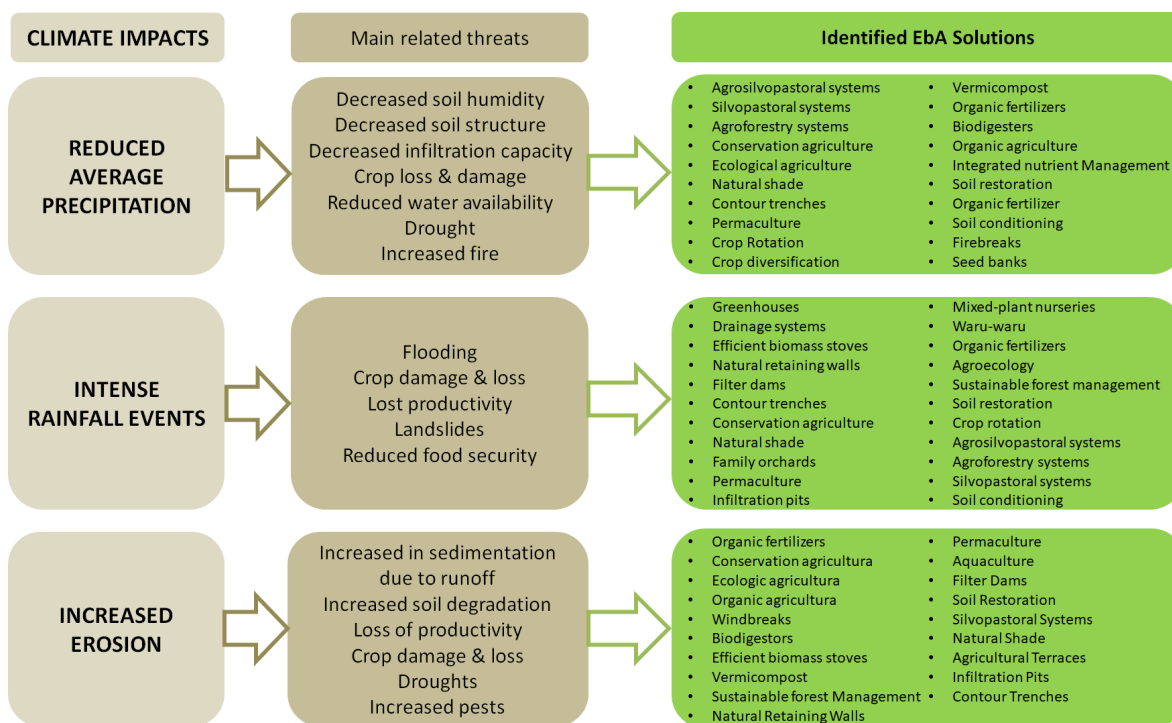 CLIMATE IMPACTS
Main related threats
Identified EbA Solutions
REDUCED
AVERAGE
PRECIPITATION
Decreased soil humidity
Decreased soil structure
Decreased infiltration capacity
Crop loss & damage
Reduced water availability
Drought
Increased fire
• Agrosilvopastoral systems
• Silvopastoral systems
• Agroforestry systems
• Conservation agriculture
• Ecological agriculture
• Natural shade
• Contour trenches
• Permaculture
• Crop Rotation
• Crop diversification
• Vermicompost
• Organic fertilizers
• Biodigesters
• Organic agriculture
• Integrated nutrient Management
• Soil restoration
• Organic fertilizer
• Soil conditioning
• Firebreaks
• Seed banks
INTENSE
RAINFALL EVENTS
Flooding
Crop damage & loss
Lost productivity
Landslides
Reduced food security
• Greenhouses
• Drainage systems
• Efficient biomass stoves
• Natural retaining walls
• Filter dams
• Contour trenches
• Conservation agriculture
• Natural shade
• Family orchards
• Permaculture
• Infiltration pits
• Mixed-plant nurseries
• Waru-waru
• Organic fertilizers
• Agroecology
• Sustainable forest management
• Soil restoration
• Crop rotation
• Agrosilvopastoral systems
• Agroforestry systems
• Silvopastoral systems
• Soil conditioning
INCREASED
EROSION
Increased in sedimentation
due to runoff
Increased soil degradation
Loss of productivity
Crop damage & loss
Droughts
Increased pests
• Organic fertilizers
• Conservation agricultura
• Ecologic agricultura
• Organic agricultura
• Windbreaks
• Biodigestors
• Efficient biomass stoves
• Vermicompost
• Sustainable forest Management
• Natural Retaining Walls
• Permaculture
• Aquaculture
• Filter Dams
• Soil Restoration
• Silvopastoral Systems
• Natural Shade
• Agricultural Terraces
• Infiltration Pits
• Contour Trenches